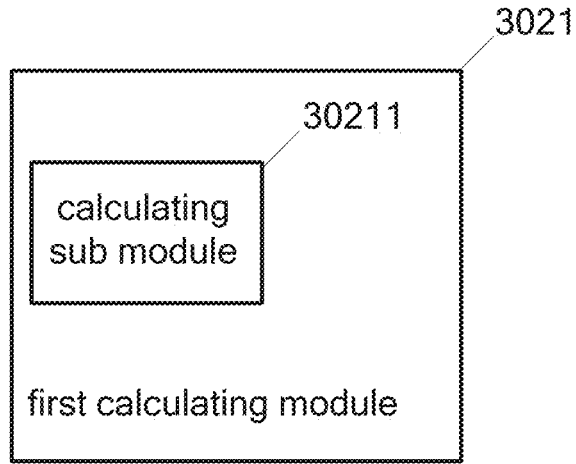 3021
30211
calculating
sub module
first calculating module